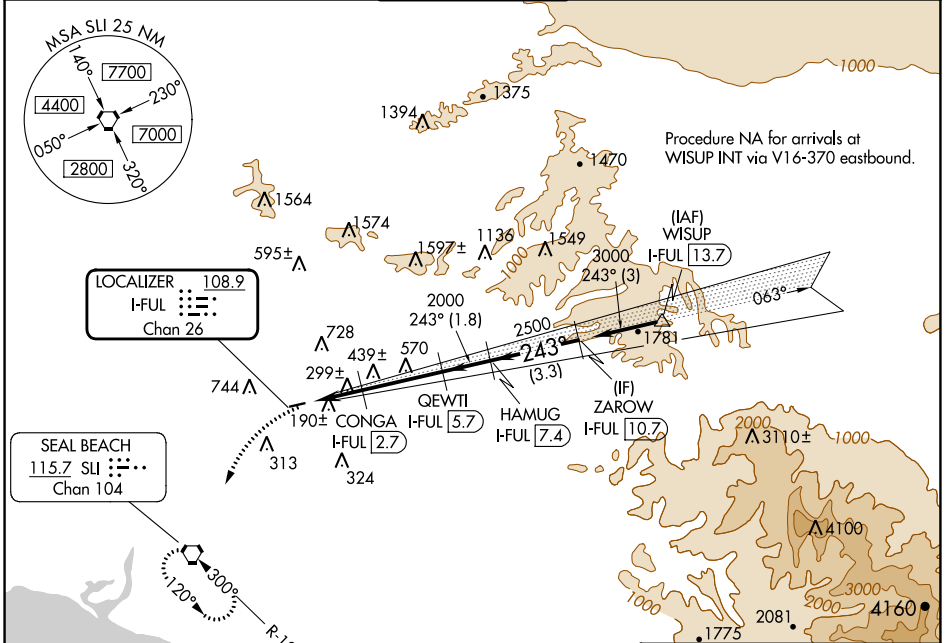 MSA SLI 25 NM
140°
7700
230°
4400
7000
050°
2800
320°
1375
1394
1000
Procedure NA for arrivals at
WISUP INT via V16-370 eastbound.
1470
1564
1574
595±
1597±
1136
1549
1000
(IAF)
WISUP
I-FUL 13.7
3000
243° (3)
LOCALIZER 108.9
I-FUL
Chan 26
2000
243° (1.8)
2500
063°
243°
(3.3)
1781
728
439±
570
299±
744
190±
CONGA
I-FUL 2.7
QEWTI
I-FUL 5.7
HAMUG
I-FUL 7.4
(IF)
ZAROW
I-FUL 10.7
313
324
SEAL BEACH
115.7 SLI
Chan 104
2000
3110±
1000
4100
300°
120°
1000
3000
2000
4160
2081
1775